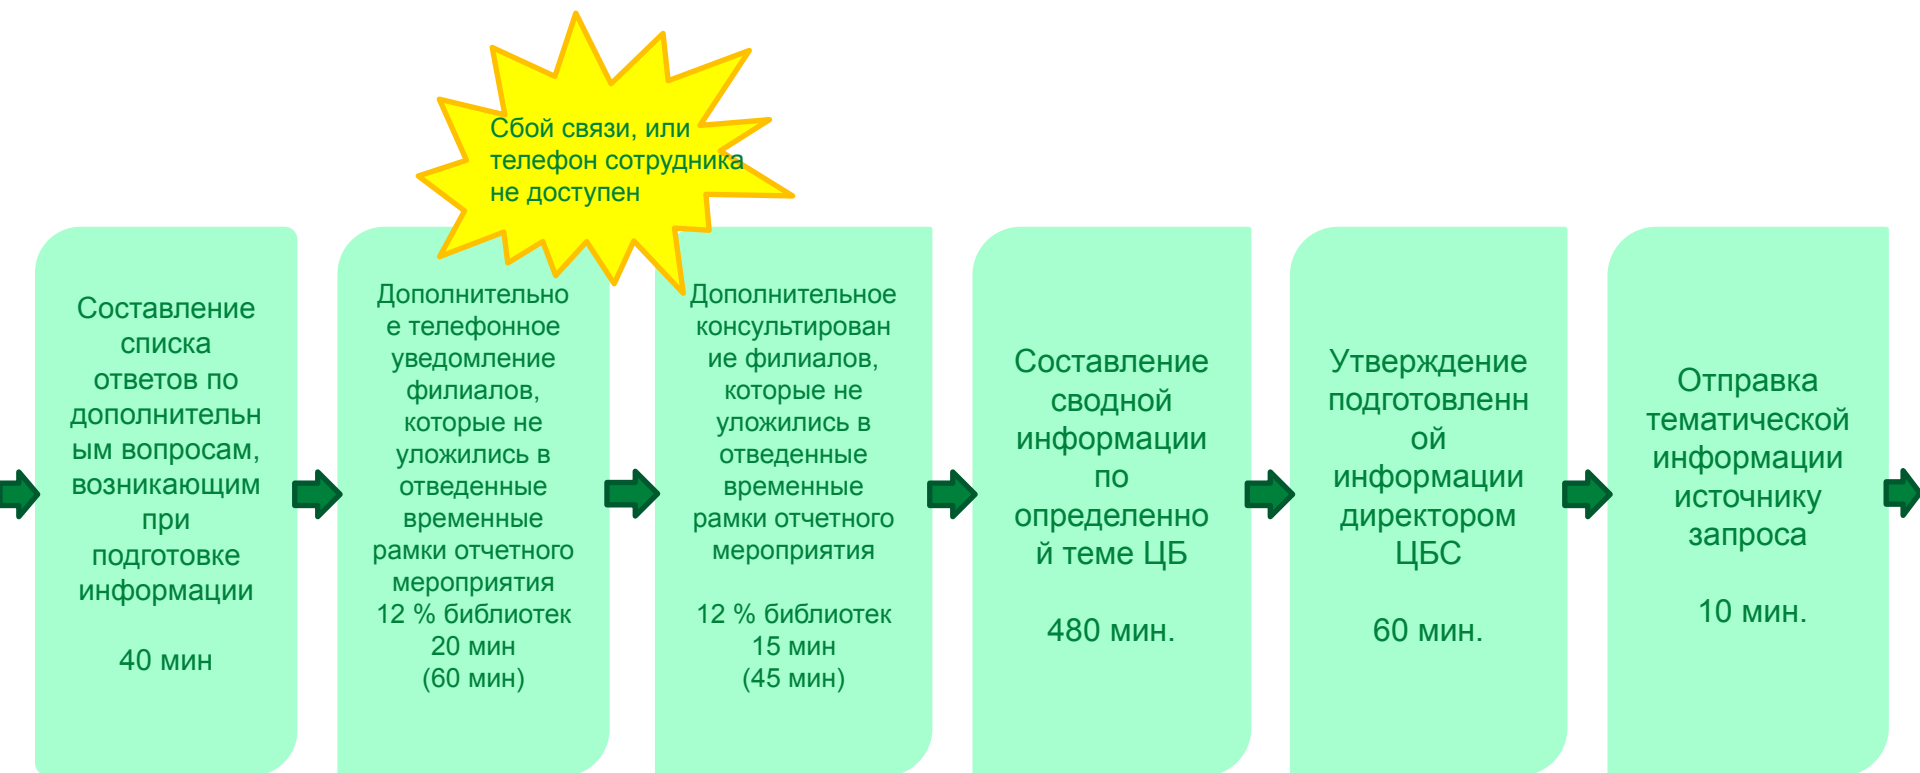 Сбой связи, или
телефон сотрудника
не доступен
Составление
списка
ответов по
дополнительн
ым вопросам,
возникающим
при
подготовке
информации
40 мин
Дополнительно
е телефонное
уведомление
филиалов,
которые не
уложились в
отведенные
временные
рамки отчетного
мероприятия
12 % библиотек
20 мин
(60 мин)
Дополнительное
консультирован
ие филиалов,
которые не
уложились в
отведенные
временные
рамки отчетного
мероприятия
12 % библиотек
15 мин
(45 мин)
Составление
сводной
информации
по
определенно
й теме ЦБ
480 мин.
Утверждение
подготовленн
ой
информации
директором
ЦБС
60 мин.
Отправка
тематической
информации
источнику
запроса
10 мин.